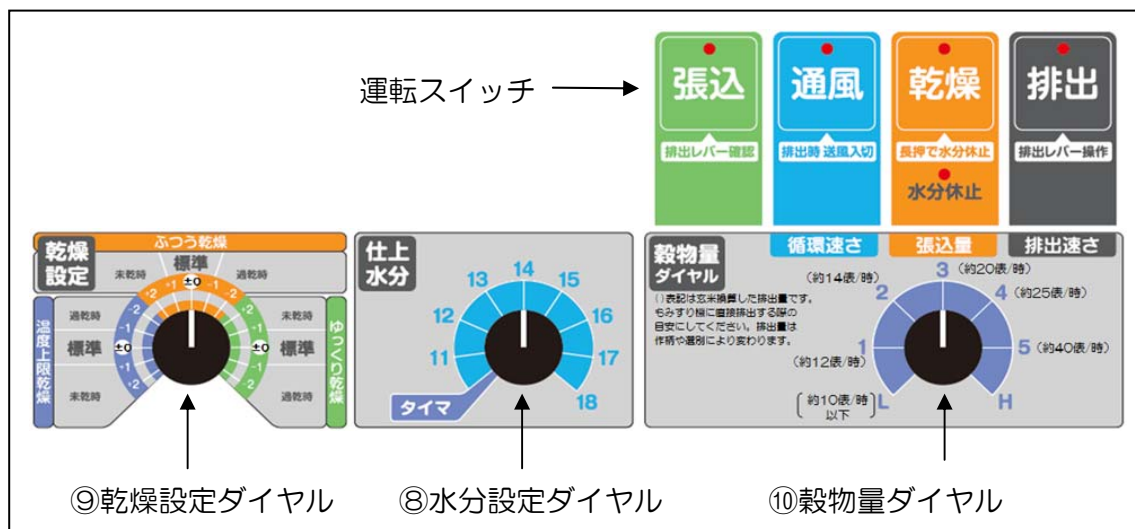 運転スイッチ
張込
通風
乾燥
排出
排出レバー確認
排出時 送風入切
長押で水分休止
排出レバー操作
水分休止
乾燥
設定
ふつう乾燥
標準
未乾時
過乾時
+2
+1
±0
-1
-2
温度上限乾燥
過乾時
標準
未乾時
-2
-1
±0
+1
+2
ゆっくり乾燥
未乾時
標準
過乾時
+2
+1
±0
-1
-2
仕上
水分
11
12
13
14
15
16
17
18
タイマ
穀物量
ダイヤル
循環速さ
張込量
排出速さ
()表記は玄米換算した排出量です。
もみすり機に直接排出する際の
目安にしてください。排出量は
作柄や選別により変わります。
L
〔約10俵/時以下〕
1
(約12俵/時)
2
(約14俵/時)
3 (約20俵/時)
4 (約25俵/時)
5 (約40俵/時)
H
⑨乾燥設定ダイヤル
⑧水分設定ダイヤル
⑩穀物量ダイヤル